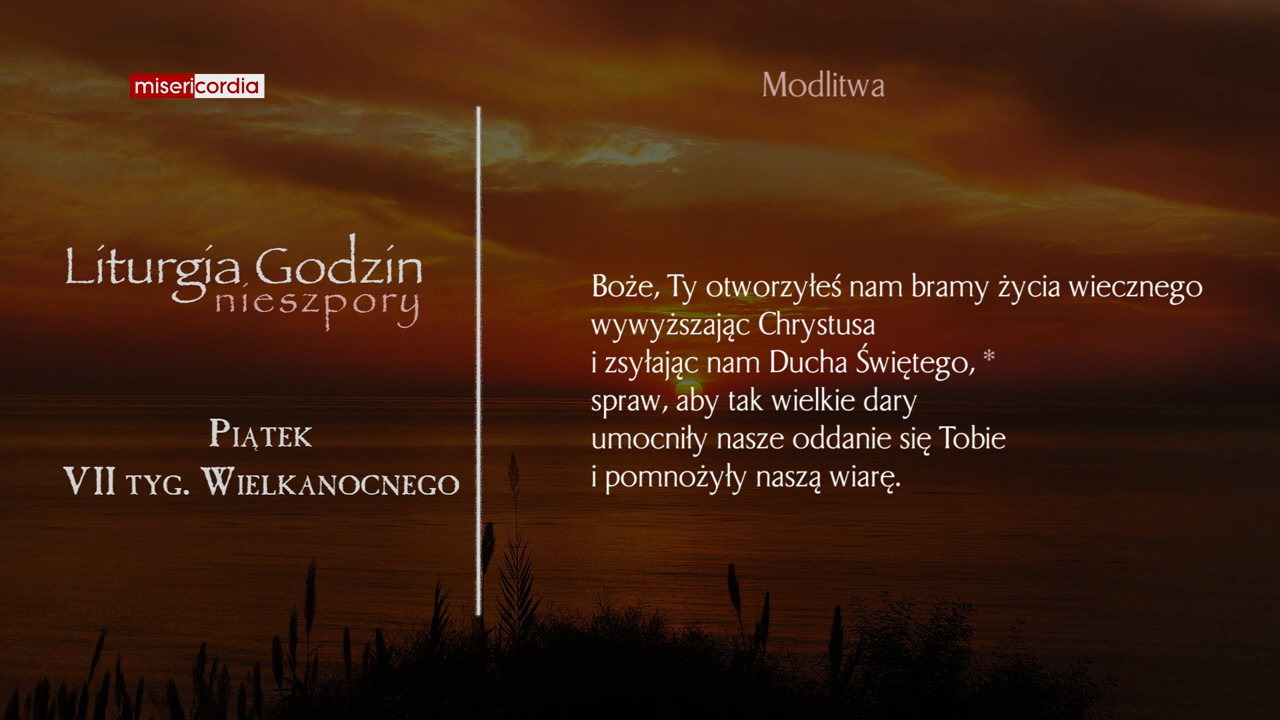 misericordia
Modlitwa
Liturgia Godzin
nieszpory
Piątek
VII tyg. Wielkanocnego
Boże, Ty otworzyłeś nam bramy życia wiecznego
wywyższając Chrystusa
i zsyłając nam Ducha Świętego, *
spraw, aby tak wielkie dary
umocniły nasze oddanie się Tobie
i pomnożyły naszą wiarę.